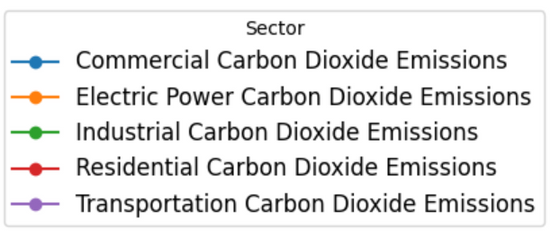 Sector
Commercial Carbon Dioxide Emissions
Electric Power Carbon Dioxide Emissions
Industrial Carbon Dioxide Emissions
Residential Carbon Dioxide Emissions
Transportation Carbon Dioxide Emissions